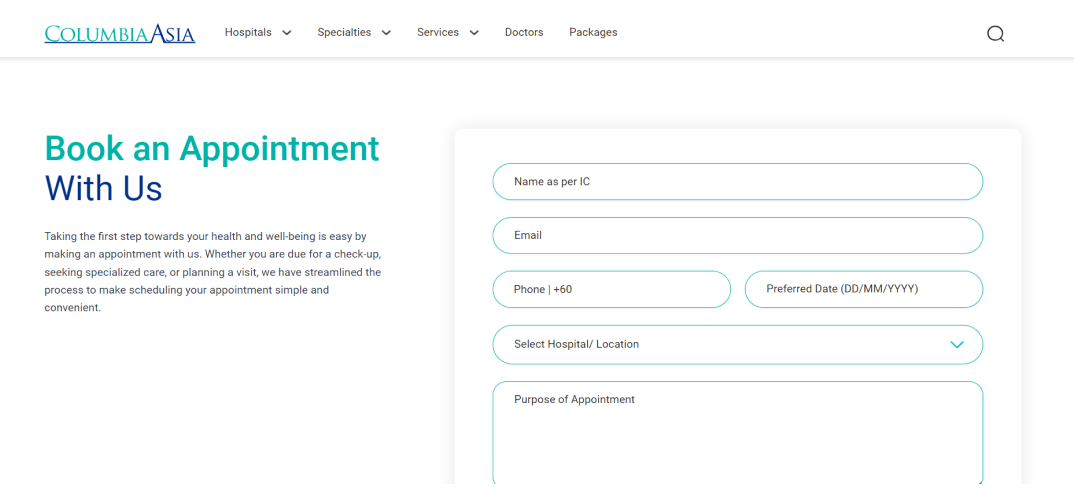 COLUMBIAASIA
Hospitals
Specialties
Services
Doctors
Packages
Book an Appointment
With Us
Taking the first step towards your health and well-being is easy by
making an appointment with us. Whether you are due for a check-up,
seeking specialized care, or planning a visit, we have streamlined the
process to make scheduling your appointment simple and
convenient.
Name as per IC
Email
Phone | +60
Preferred Date (DD/MM/YYYY)
Select Hospital/ Location
Purpose of Appointment